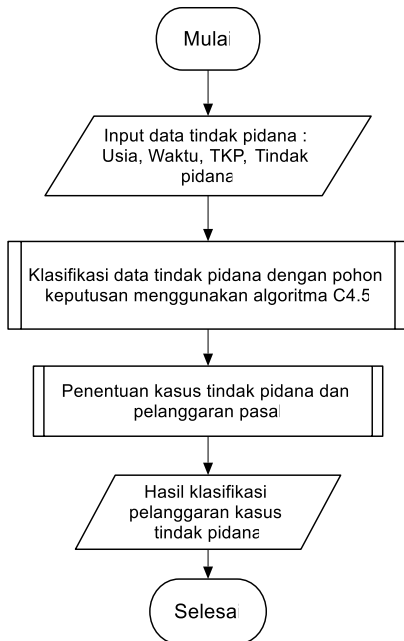 Mulai
Input data tindak pidana :
Usia, Waktu, TKP, Tindak
pidana
Klasifikasi data tindak pidana dengan pohon
keputusan menggunakan algoritma C4.5
Penentuan kasus tindak pidana dan
pelanggaran pasal
Hasil klasifikasi
pelanggaran kasus
tindak pidana
Selesai